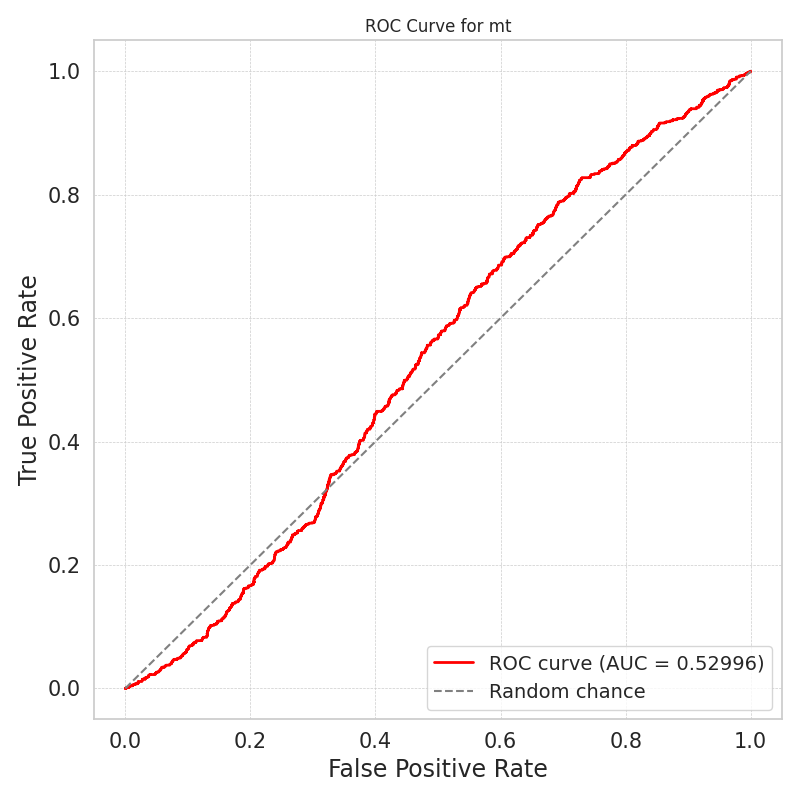 ROC Curve for mt
True Positive Rate
1.0
0.8
0.6
0.4
0.2
0.0
0.0 0.2 0.4 0.6 0.8 1.0
False Positive Rate
ROC curve (AUC = 0.52996)
Random chance